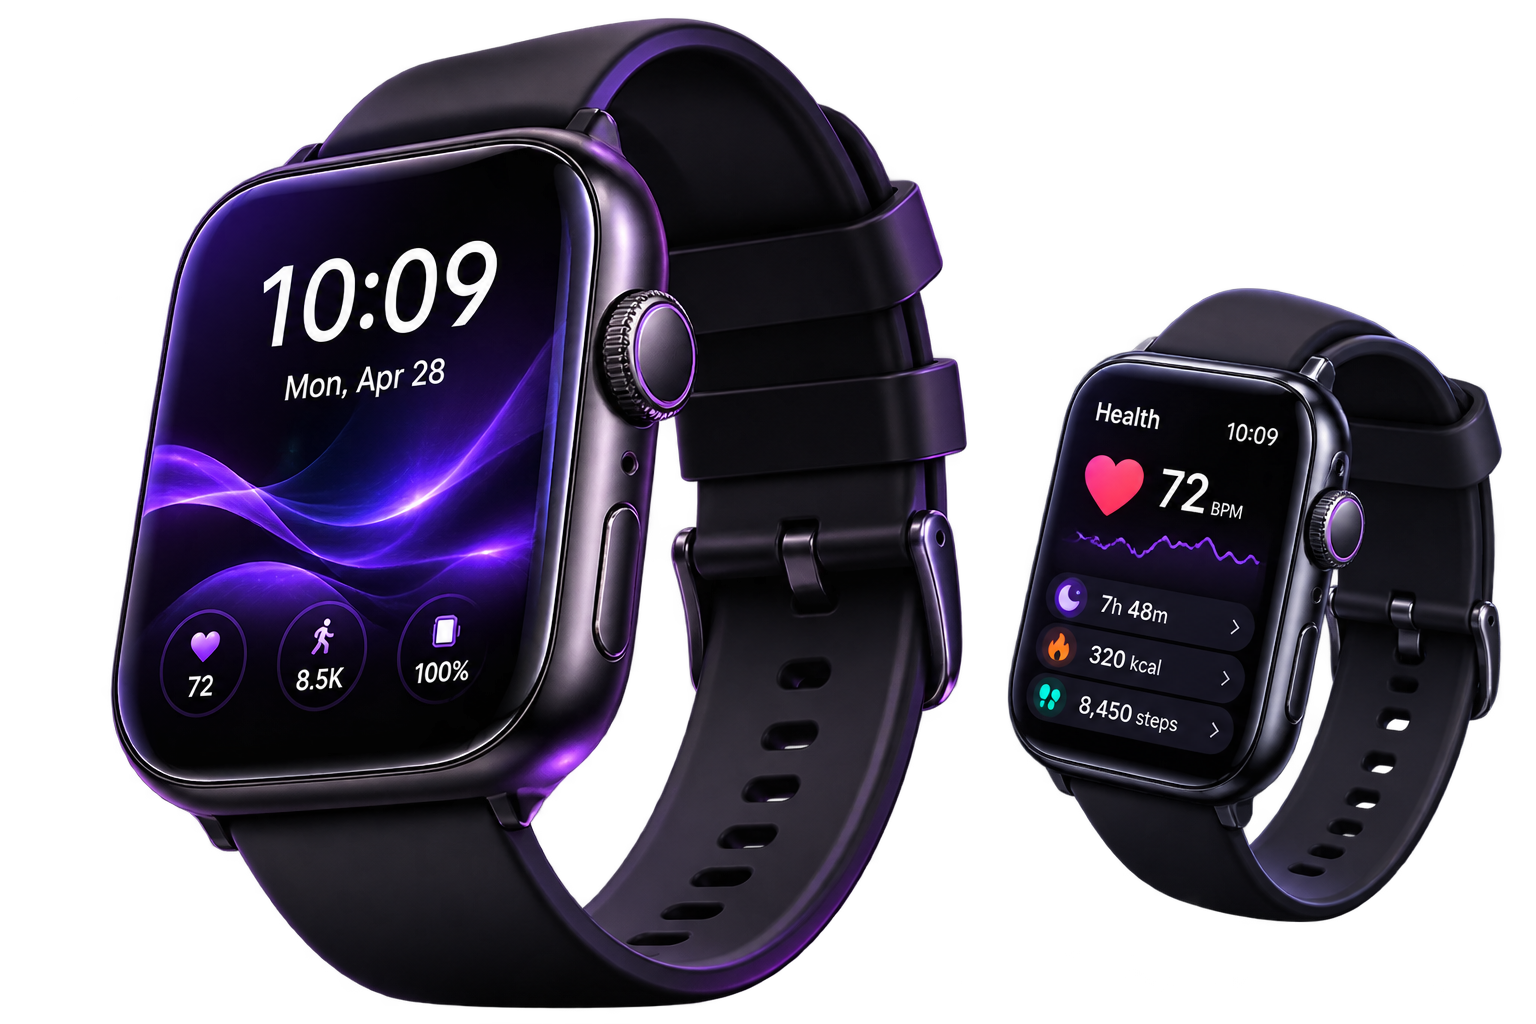 10:09
Mon, Apr 28
72
8.5K
100%
Health
10:09
72 BPM
7h 48m
320 kcal
8,450 steps